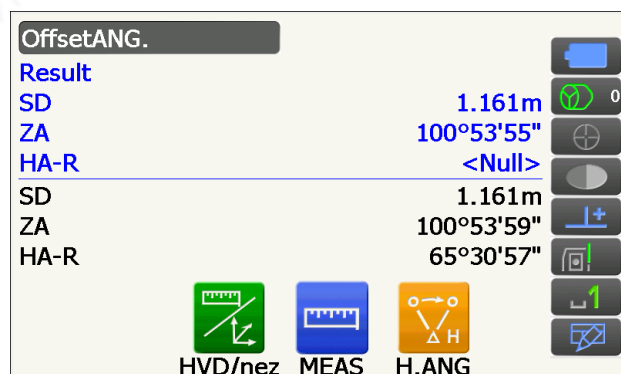 OffsetANG.
Result
SD 1.161m
ZA 100°53'55"
HA-R <Null>
SD 1.161m
ZA 100°53'59"
HA-R 65°30'57"
0
1
H
HVD/nez MEAS H.ANG